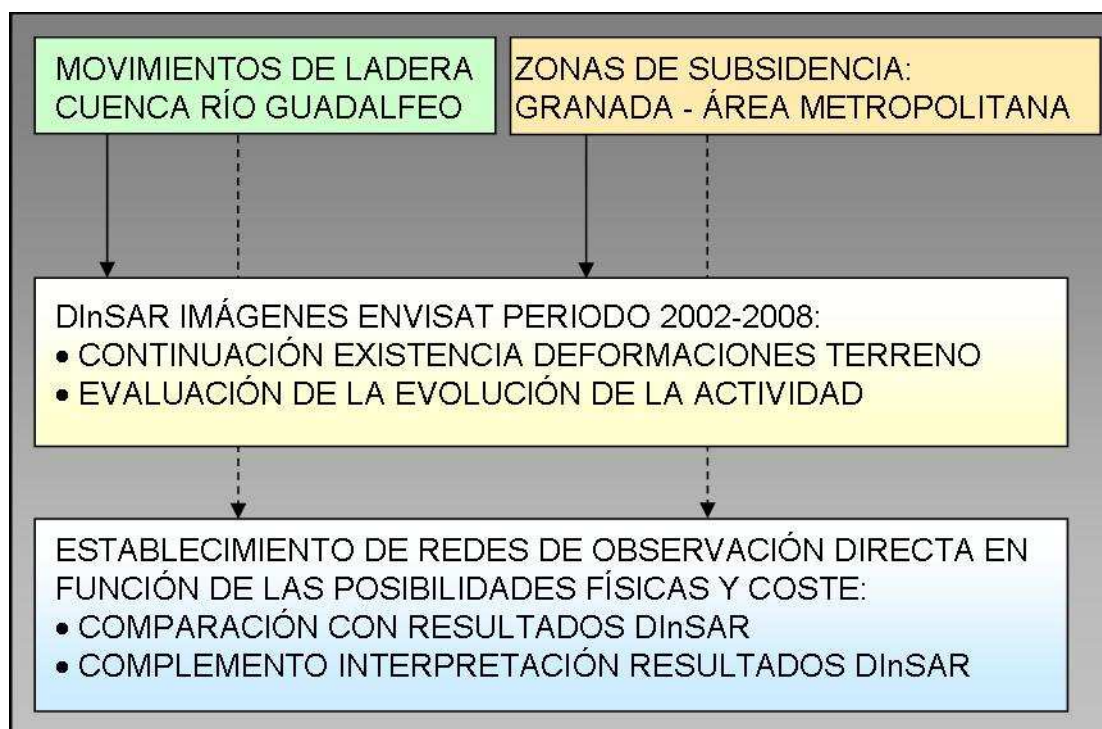 MOVIMIENTOS DE LADERA
CUENCA RÍO GUADALFEO
ZONAS DE SUBSIDENCIA:
GRANADA - ÁREA METROPOLITANA
DInSAR IMÁGENES ENVISAT PERIODO 2002-2008:
• CONTINUACIÓN EXISTENCIA DEFORMACIONES TERRENO
• EVALUACIÓN DE LA EVOLUCIÓN DE LA ACTIVIDAD
ESTABLECIMIENTO DE REDES DE OBSERVACIÓN DIRECTA EN
FUNCIÓN DE LAS POSIBILIDADES FÍSICAS Y COSTE:
• COMPARACIÓN CON RESULTADOS DInSAR
• COMPLEMENTO INTERPRETACIÓN RESULTADOS DInSAR